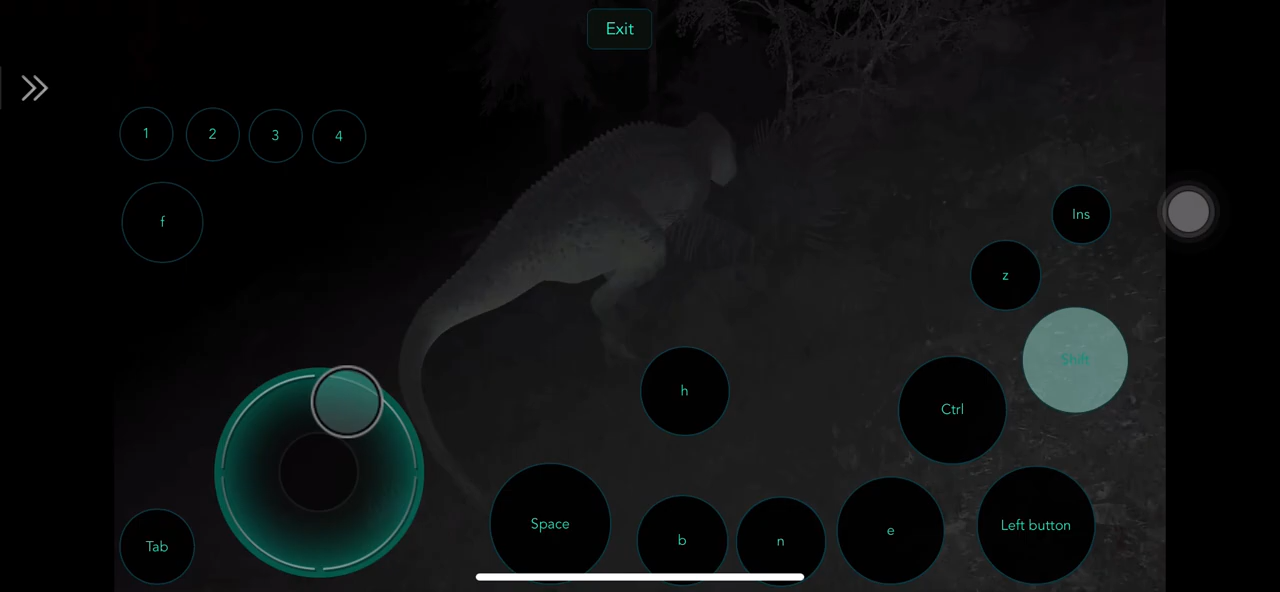 Exit
1 2 3 4
f
Ins
z
Shift
h
Ctrl
Space
b
n
e
Left button
Tab